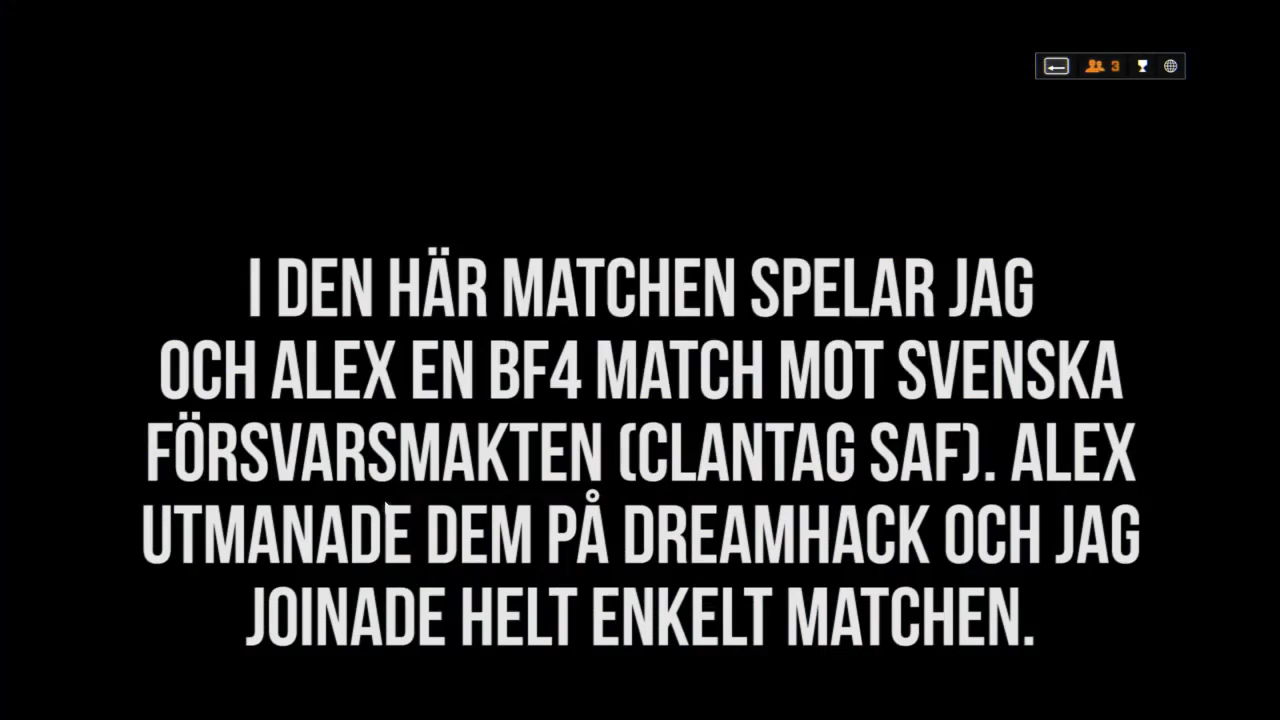 3
I DEN HÄR MATCHEN SPELAR JAG
OCH ALEX EN BF4 MATCH MOT SVENSKA
FÖRSVARSMAKTEN (CLANTAG SAF). ALEX
UTMANADE DEM PÅ DREAMHACK OCH JAG
JOINADE HELT ENKELT MATCHEN.